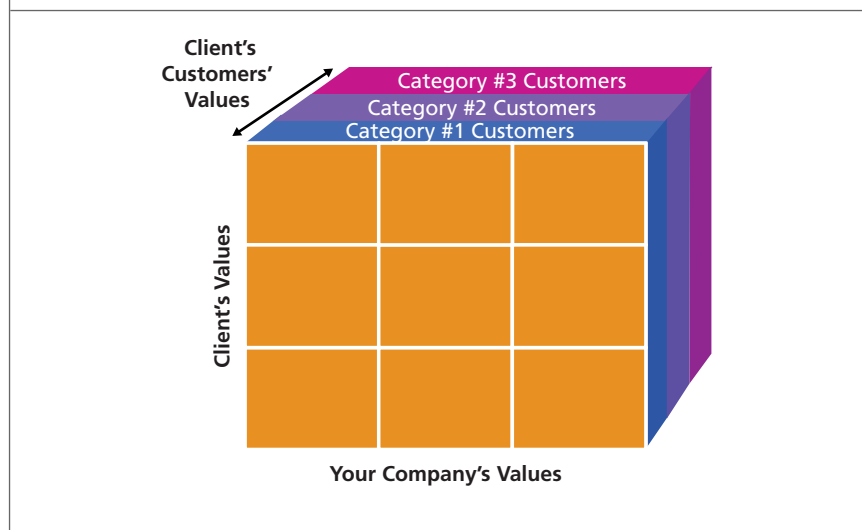 Client's
Customers'
Values
Category #3 Customers
Category #2 Customers
Category #1 Customers
Client's Values
Your Company's Values